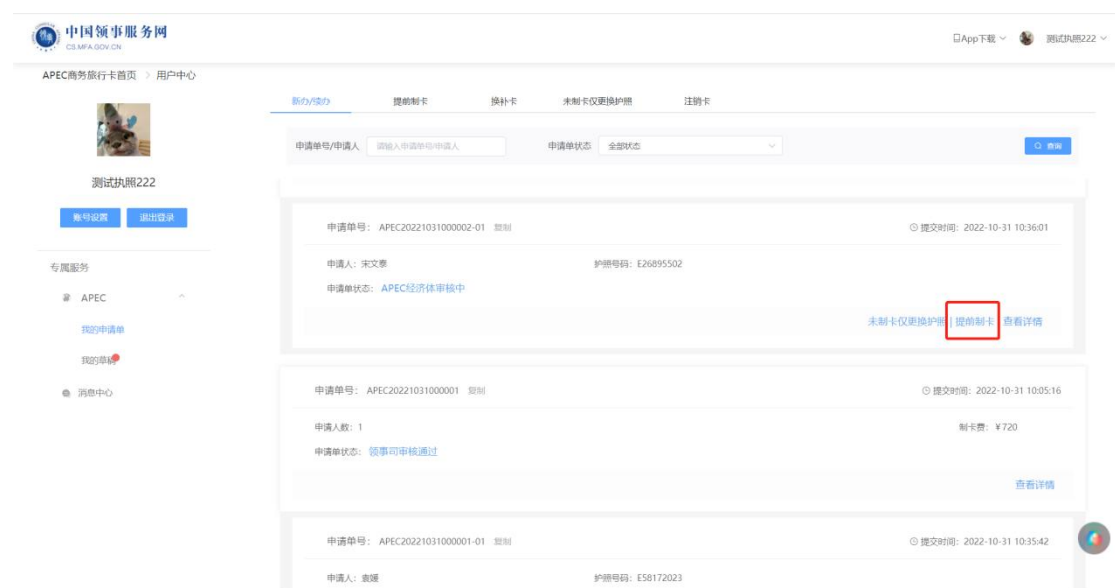 中国领事服务网
CS.MFA.GOV.CN
App下载 测试执照222
APEC商务旅行卡首页 > 用户中心
测试执照222
账号设置 退出登录
专属服务
APEC
我的申请单
我的草稿
消息中心
新办/续办 提前制卡 换补卡 未制卡仅更换护照 注销卡
申请单号/申请人 请输入申请单号/申请人 申请单状态 全部状态 查询
申请单号: APEC20221031000002-01 复制 提交时间: 2022-10-31 10:36:01
申请人: 宋文泰 护照号码: E26895502
申请单状态: APEC经济体审核中
未制卡仅更换护照 | 提前制卡 查看详情
申请单号: APEC20221031000001 复制 提交时间: 2022-10-31 10:05:16
申请人数: 1 制卡费: ¥720
申请单状态: 领事司审核通过
查看详情
申请单号: APEC20221031000001-01 复制 提交时间: 2022-10-31 10:35:42
申请人: 袁媛 护照号码: E58172023